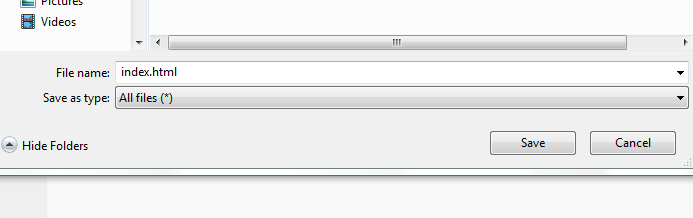 Pictures
Videos
File name: index.html
Save as type: All files (*)
Hide Folders
Save
Cancel